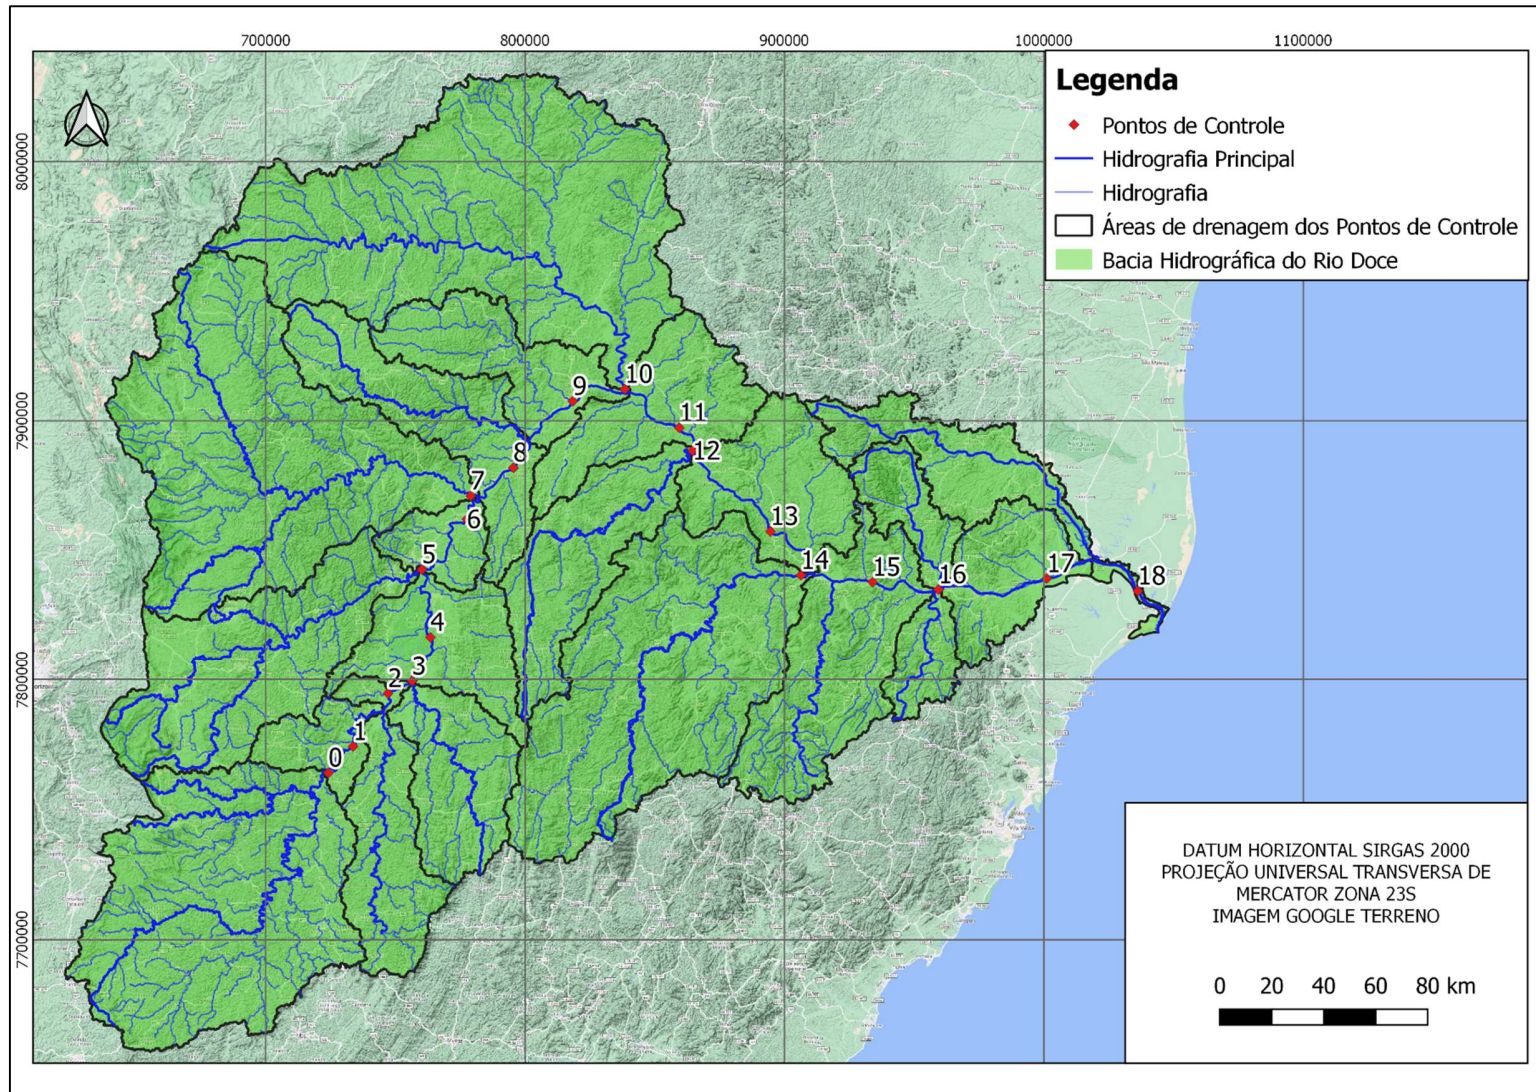 700000
800000
900000
1000000
1100000
Legenda
Pontos de Controle
Hidrografia Principal
Hidrografia
Áreas de drenagem dos Pontos de Controle
Bacia Hidrográfica do Rio Doce
8000000
7900000
7800000
7700000
10
9
11
12
8
7
6
13
5
14
15
16
17
18
4
3
2
1
0
DATUM HORIZONTAL SIRGAS 2000
PROJEÇÃO UNIVERSAL TRANSVERSA DE
MERCATOR ZONA 23S
IMAGEM GOOGLE TERRENO
0 20 40 60 80 km